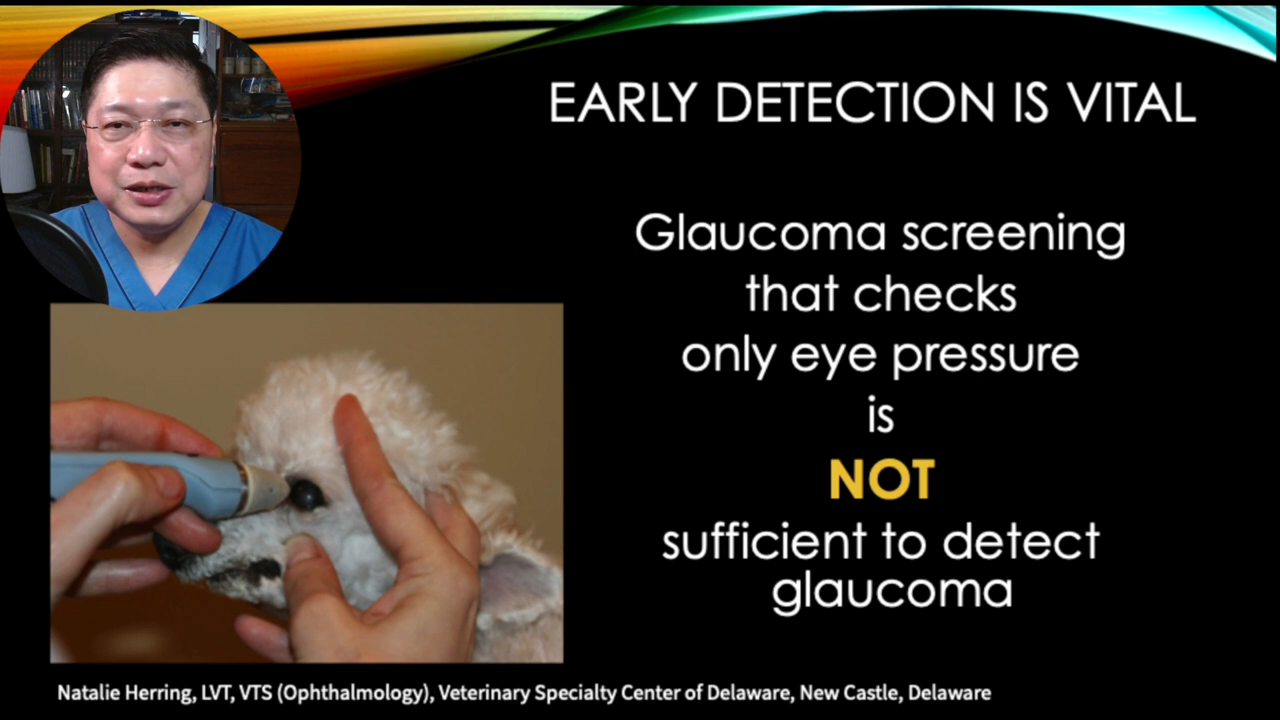 EARLY DETECTION IS VITAL
Glaucoma screening
that checks
only eye pressure
is
NOT
sufficient to detect
glaucoma
Natalie Herring, LVT, VTS (Ophthalmology), Veterinary Specialty Center of Delaware, New Castle, Delaware